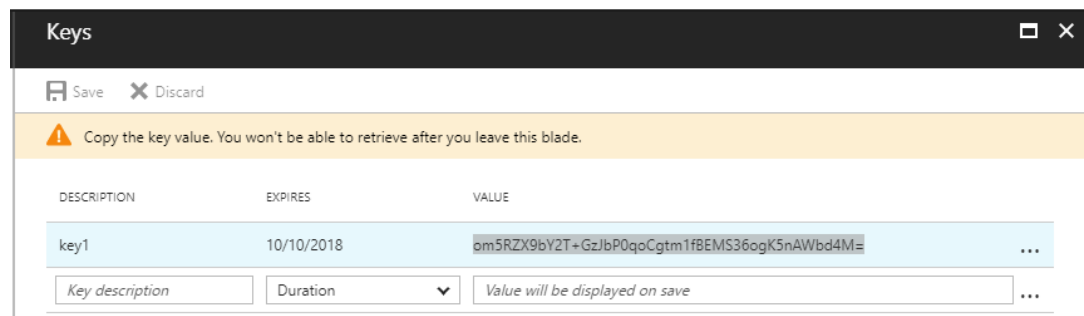 Keys
Save Discard
Copy the key value. You won't be able to retrieve after you leave this blade.
DESCRIPTION EXPIRES VALUE
key1 10/10/2018 om5RZX9bY2T+GzJbP0qoCgtm1fBEMS36ogK5nAWbd4M= ...
Key description Duration Value will be displayed on save ...